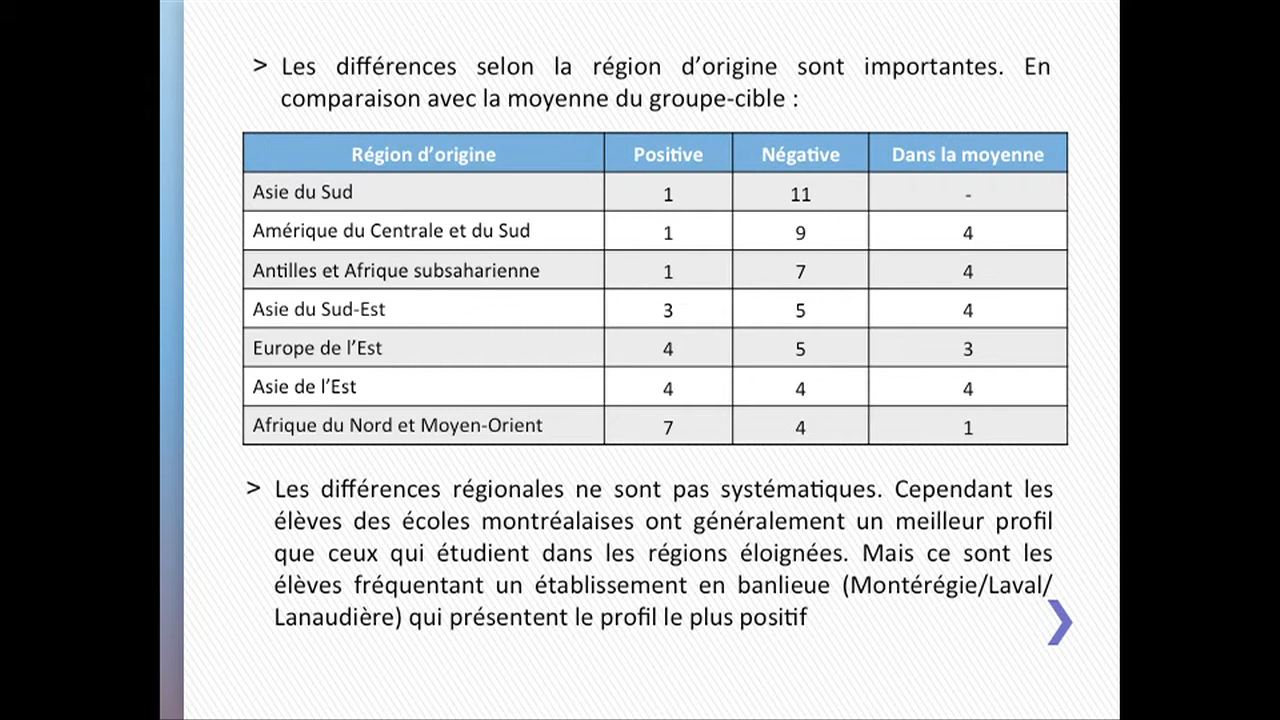 > Les différences selon la région d’origine sont importantes. En
comparaison avec la moyenne du groupe-cible :
Région d’origine Positive Négative Dans la moyenne
Asie du Sud 1 11 -
Amérique du Centrale et du Sud 1 9 4
Antilles et Afrique subsaharienne 1 7 4
Asie du Sud-Est 3 5 4
Europe de l’Est 4 5 3
Asie de l’Est 4 4 4
Afrique du Nord et Moyen-Orient 7 4 1
> Les différences régionales ne sont pas systématiques. Cependant les
élèves des écoles montréalaises ont généralement un meilleur profil
que ceux qui étudient dans les régions éloignées. Mais ce sont les
élèves fréquentant un établissement en banlieue (Montérégie/Laval/
Lanaudière) qui présentent le profil le plus positif